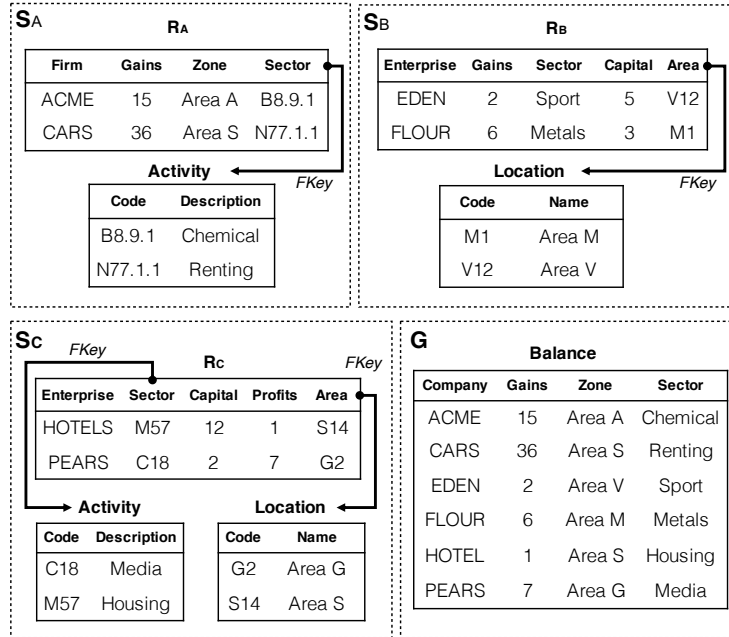 SA
RA
Firm Gains Zone Sector
ACME 15 Area A B8.9.1
CARS 36 Area S N77.1.1
Activity
FKey
Code Description
B8.9.1 Chemical
N77.1.1 Renting
SB
RB
Enterprise Gains Sector Capital Area
EDEN 2 Sport 5 V12
FLOUR 6 Metals 3 M1
Location
FKey
Code Name
M1 Area M
V12 Area V
SC
FKey
RC
FKey
Enterprise Sector Capital Profits Area
HOTELS M57 12 1 S14
PEARS C18 2 7 G2
Activity
Code Description
C18 Media
M57 Housing
Location
Code Name
G2 Area G
S14 Area S
G
Balance
Company Gains Zone Sector
ACME 15 Area A Chemical
CARS 36 Area S Renting
EDEN 2 Area V Sport
FLOUR 6 Area M Metals
HOTEL 1 Area S Housing
PEARS 7 Area G Media